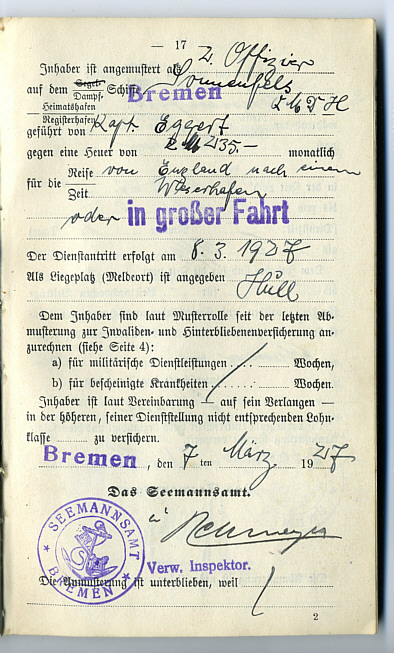 — 17 —
Inhaber ist angemustert als 2. Offizier
auf dem Segel- Dampf- Schiffe Sonnenfels
Heimatshafen Registerhafen Bremen
geführt von Kapt. Eggert
gegen eine Heuer von 235.— monatlich
für die Reise Zeit von England nach einem
Weserhafen
oder in großer Fahrt
Der Dienstantritt erfolgt am 8.3.1927
Als Liegeplatz (Meldeort) ist angegeben Hull
Dem Inhaber sind laut Musterrolle seit der letzten Ab-
musterung zur Invaliden- und Hinterbliebenenversicherung an-
zurechnen (siehe Seite 4):
a) für militärische Dienstleistungen .... Wochen,
b) für bescheinigte Krankheiten ........ Wochen.
Inhaber ist laut Vereinbarung — auf sein Verlangen —
in der höheren, seiner Dienststellung nicht entsprechenden Lohn-
klasse ........ zu versichern.
Bremen, den 7ten März 1927
Das Seemannsamt.
Verw. Inspektor.
SEEMANNSAMT
BREMEN
Die Anmusterung ist unterblieben, weil
2